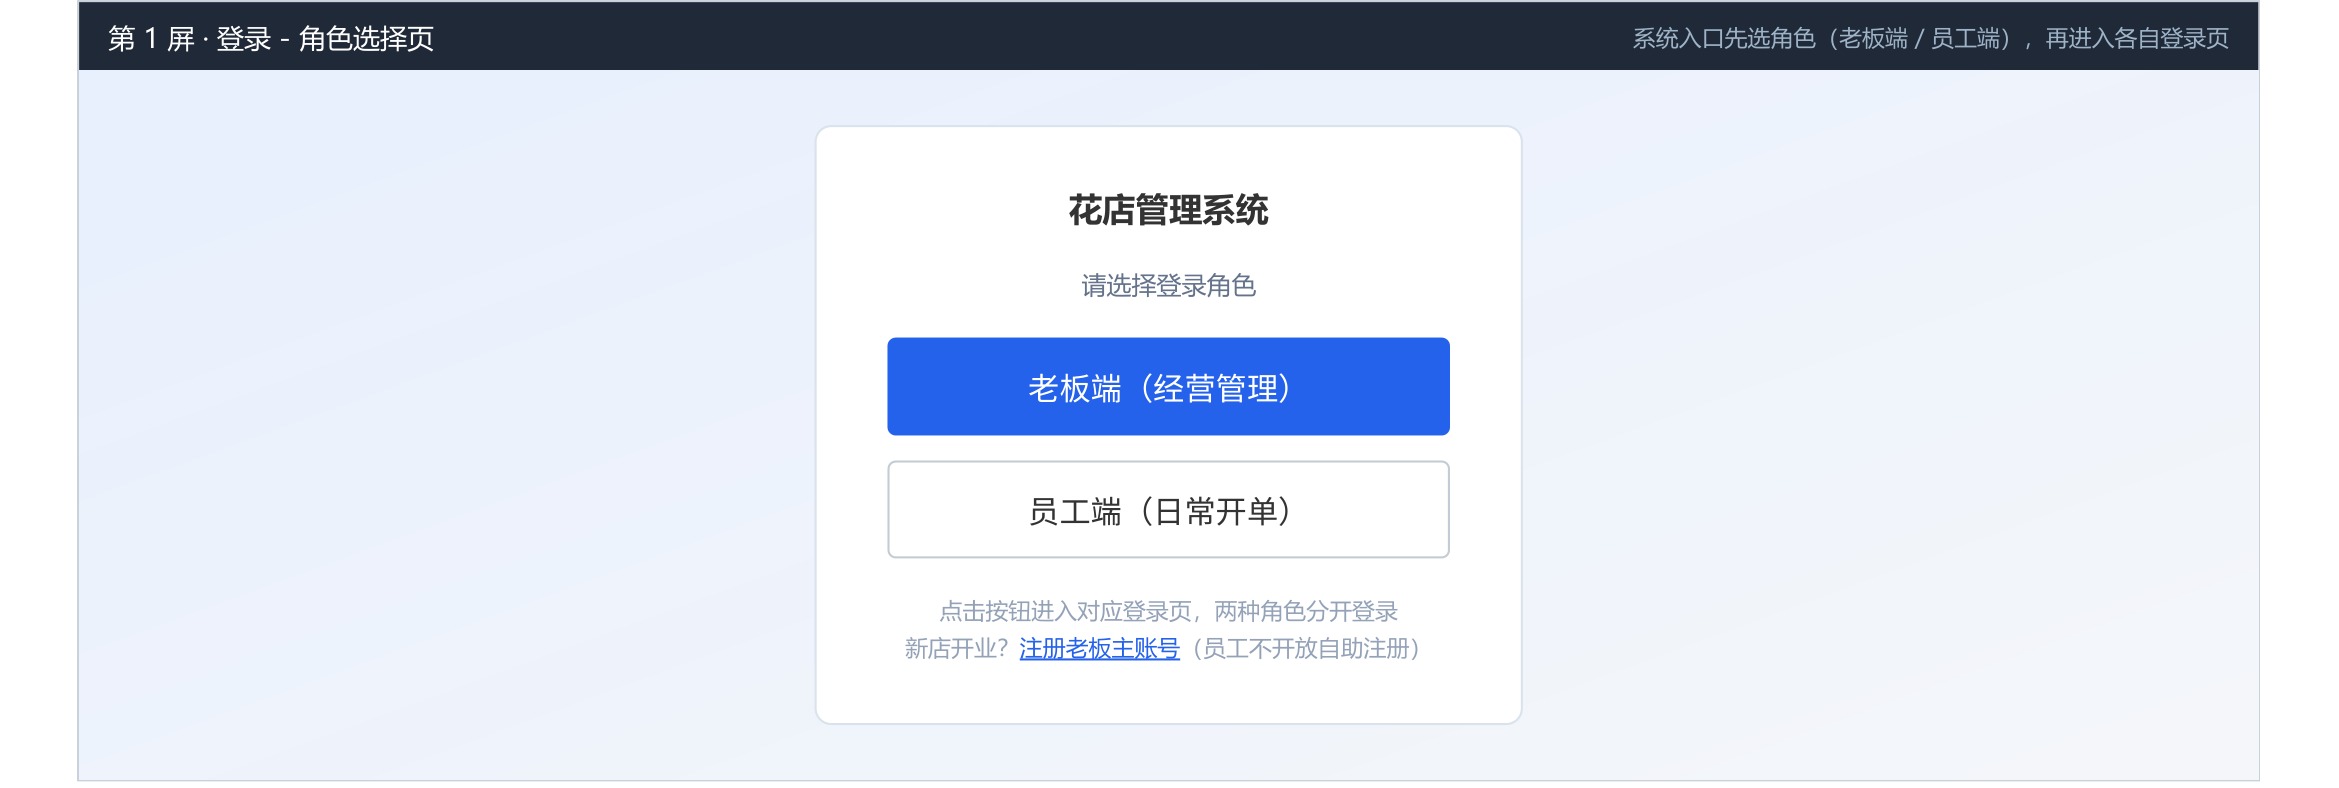 第 1 屏 · 登录 - 角色选择页
系统入口先选角色（老板端 / 员工端），再进入各自登录页
花店管理系统
请选择登录角色
老板端（经营管理）
员工端（日常开单）
点击按钮进入对应登录页，两种角色分开登录
新店开业？注册老板主账号（员工不开放自助注册）